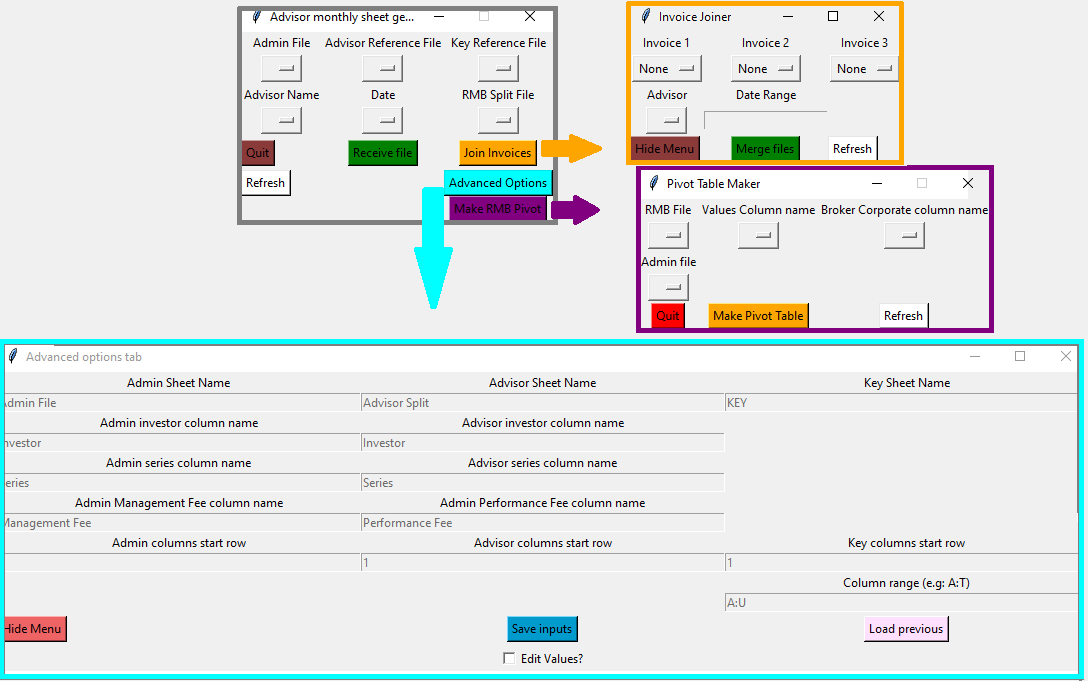 Advisor monthly sheet ge...
Admin File Advisor Reference File Key Reference File
Advisor Name Date RMB Split File
Quit Receive file Join Invoices
Refresh Advanced Options
Make RMB Pivot
Invoice Joiner
Invoice 1 Invoice 2 Invoice 3
None None None
Advisor Date Range
Hide Menu Merge files Refresh
Pivot Table Maker
RMB File Values Column name Broker Corporate column name
Admin file
Quit Make Pivot Table Refresh
Advanced options tab
Admin Sheet Name Advisor Sheet Name Key Sheet Name
Admin File Advisor Split KEY
Admin investor column name Advisor investor column name
Investor Investor
Admin series column name Advisor series column name
Series Series
Admin Management Fee column name Admin Performance Fee column name
Management Fee Performance Fee
Admin columns start row Advisor columns start row Key columns start row
1 1
Column range (e.g: A:T)
A:U
Hide Menu Save inputs Load previous
Edit Values?